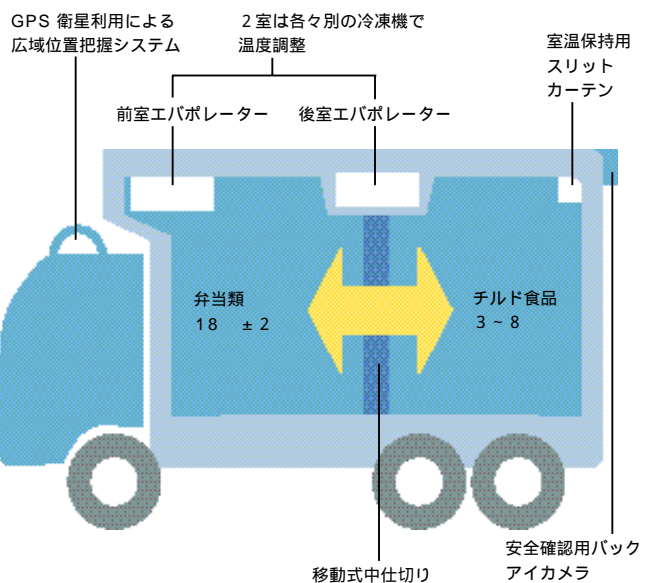 GPS 衛星利用による
広域位置把握システム
2室は各々別の冷凍機で
温度調整
室温保持用
スリット
カーテン
前室エバポレーター
後室エバポレーター
弁当類
18 ±2
チルド食品
3~8
移動式中仕切り
安全確認用バック
アイカメラ